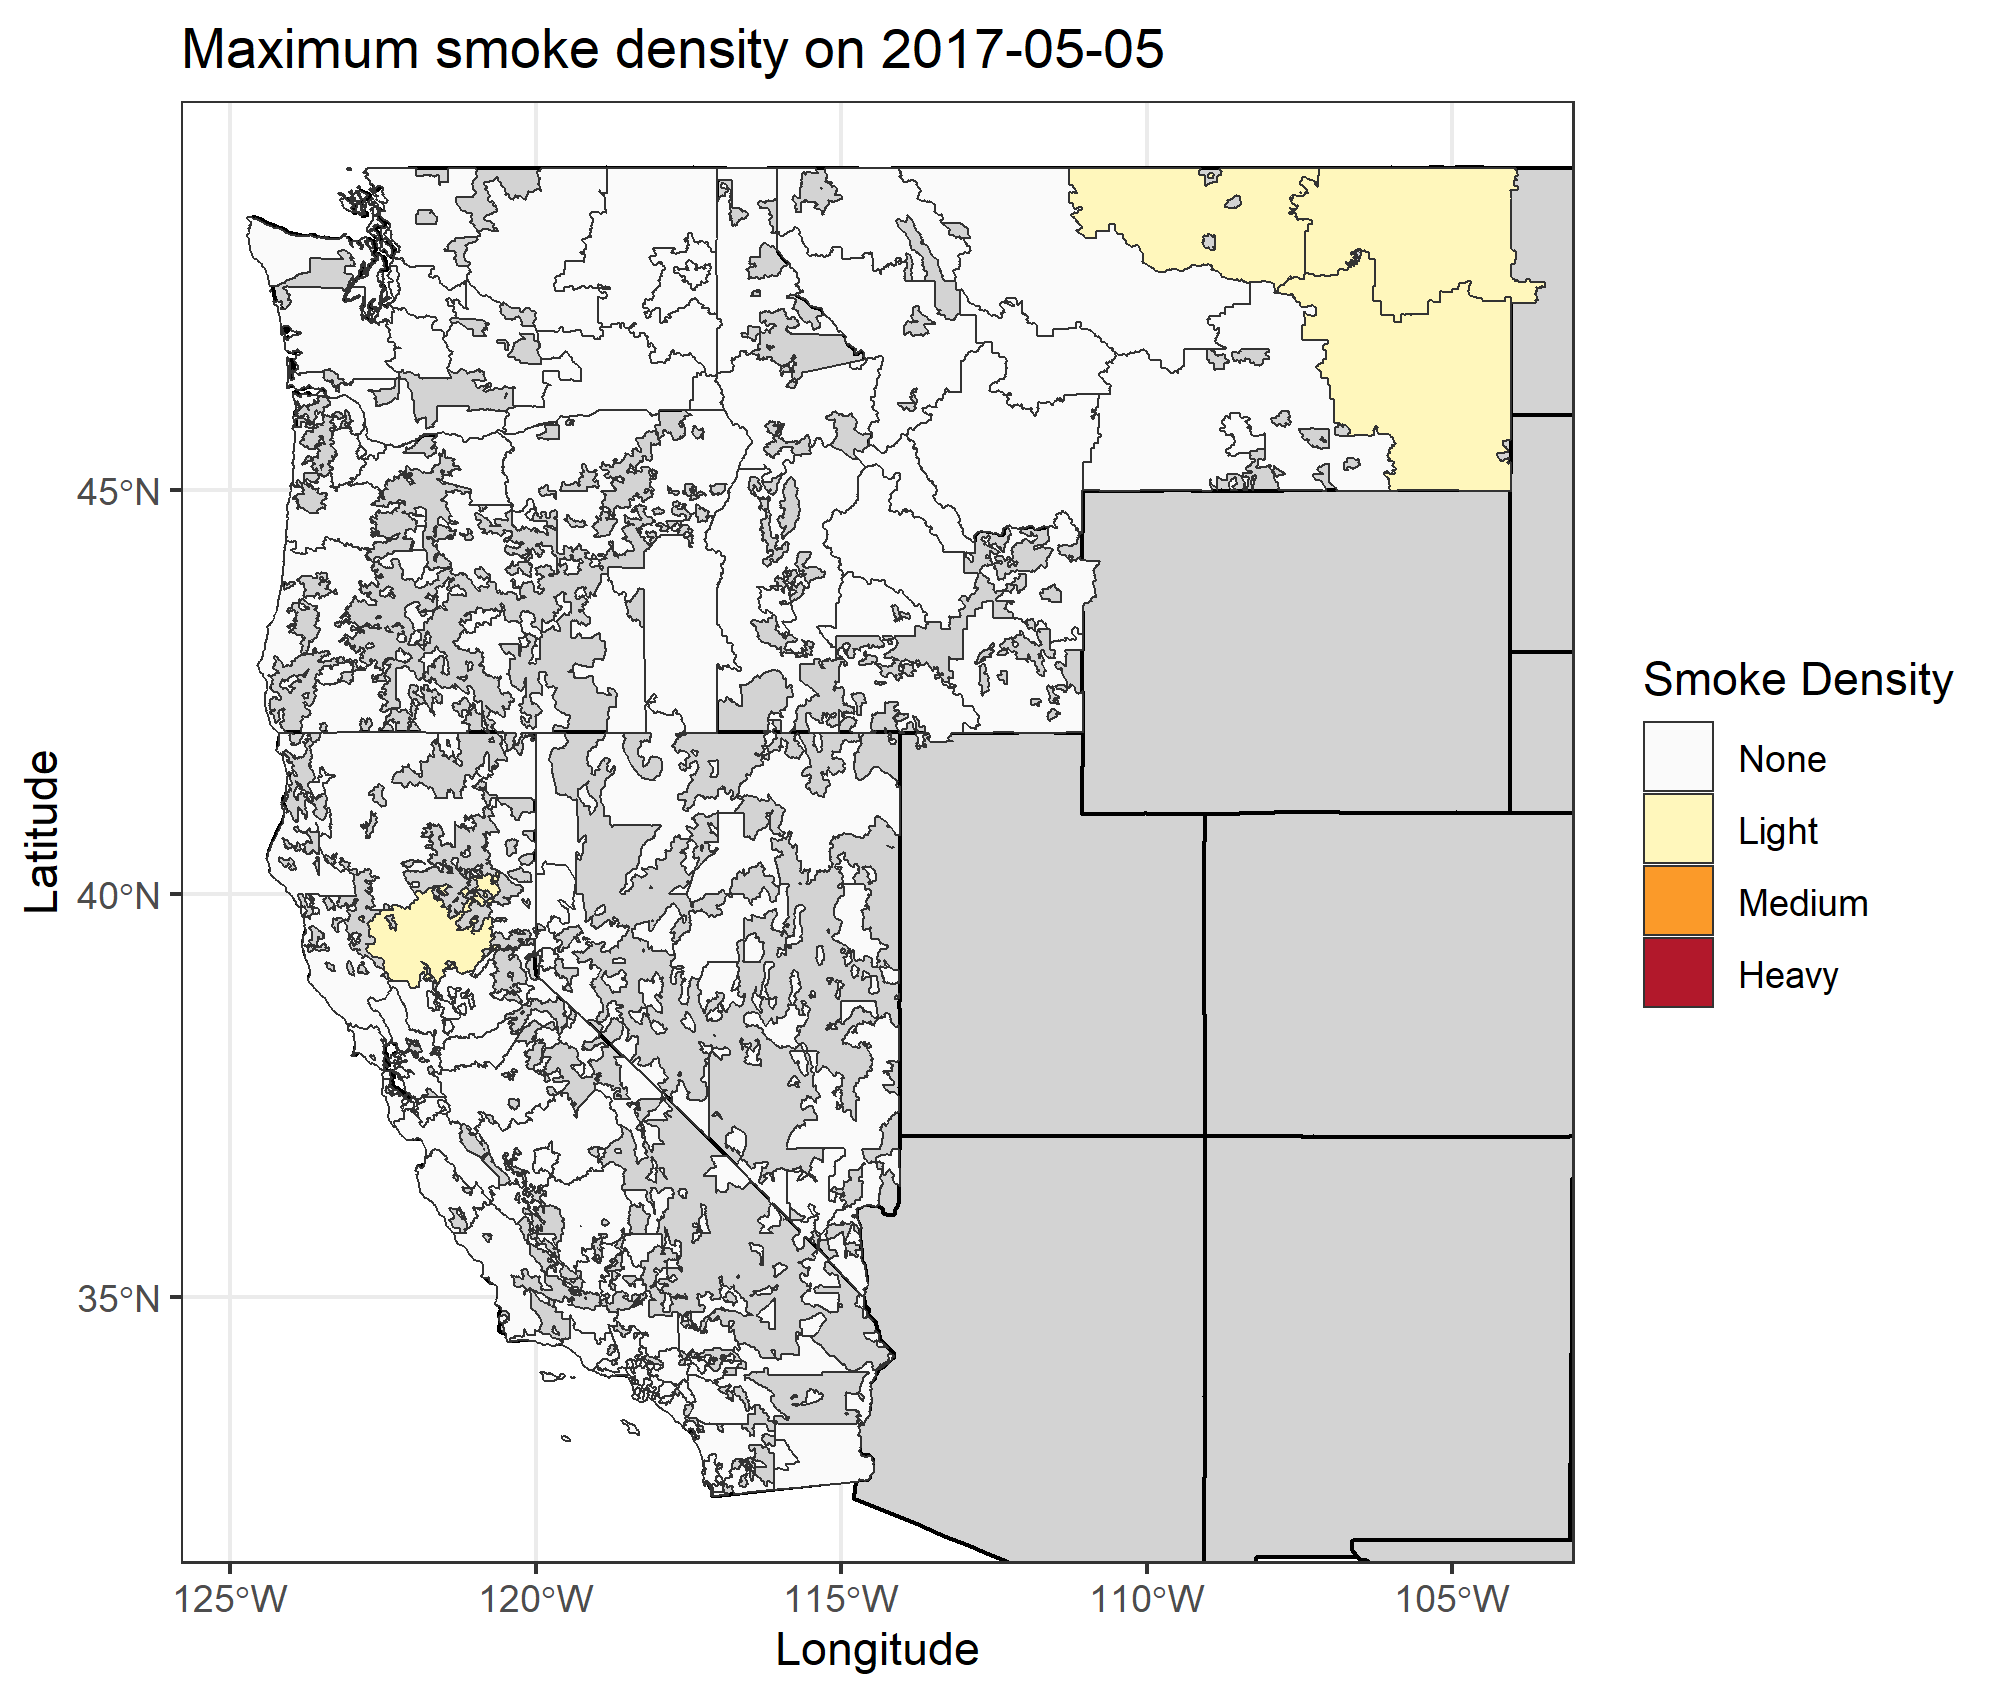 Maximum smoke density on 2017-05-05
Latitude
45°N
40°N
35°N
125°W
120°W
115°W
110°W
105°W
Longitude
Smoke Density
None
Light
Medium
Heavy